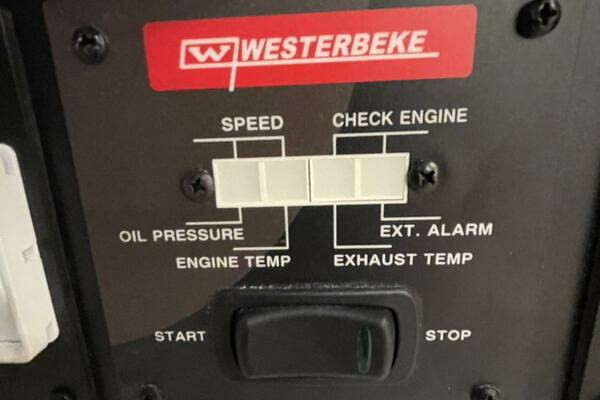 W WESTERBEKE
SPEED CHECK ENGINE
OIL PRESSURE EXT. ALARM
ENGINE TEMP EXHAUST TEMP
START STOP